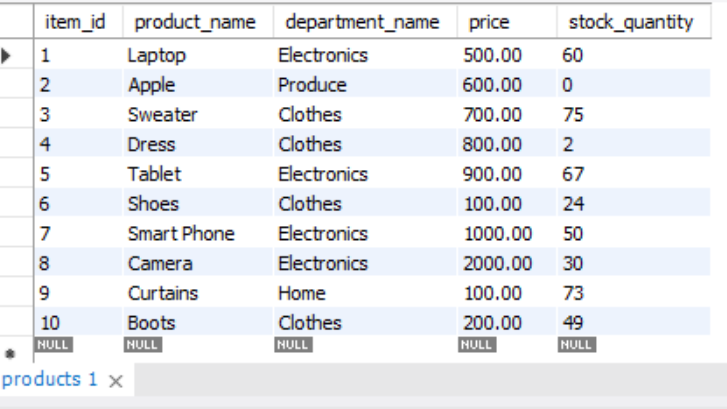 item_id product_name department_name price stock_quantity
1 Laptop Electronics 500.00 60
2 Apple Produce 600.00 0
3 Sweater Clothes 700.00 75
4 Dress Clothes 800.00 2
5 Tablet Electronics 900.00 67
6 Shoes Clothes 100.00 24
7 Smart Phone Electronics 1000.00 50
8 Camera Electronics 2000.00 30
9 Curtains Home 100.00 73
10 Boots Clothes 200.00 49
NULL NULL NULL NULL NULL
products 1